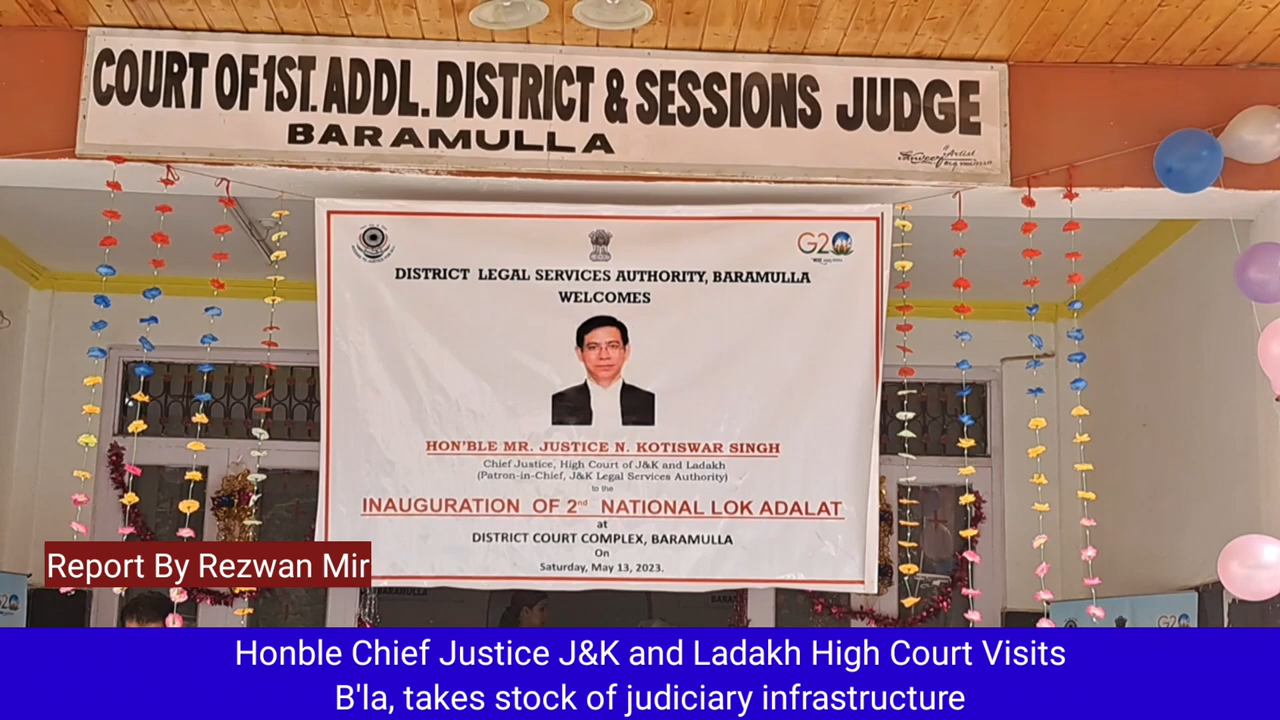 COURT OF 1ST. ADDL. DISTRICT & SESSIONS JUDGE
BARAMULLA
Artist
G20
DISTRICT LEGAL SERVICES AUTHORITY, BARAMULLA
WELCOMES
HON'BLE MR. JUSTICE N. KOTISWAR SINGH
Chief Justice, High Court of J&K and Ladakh
(Patron-in-Chief, J&K Legal Services Authority)
to the
INAUGURATION OF 2nd NATIONAL LOK ADALAT
at
DISTRICT COURT COMPLEX, BARAMULLA
On
Saturday, May 13, 2023.
Report By Rezwan Mir
BARAMULLA
G20
Honble Chief Justice J&K and Ladakh High Court Visits
B'la, takes stock of judiciary infrastructure